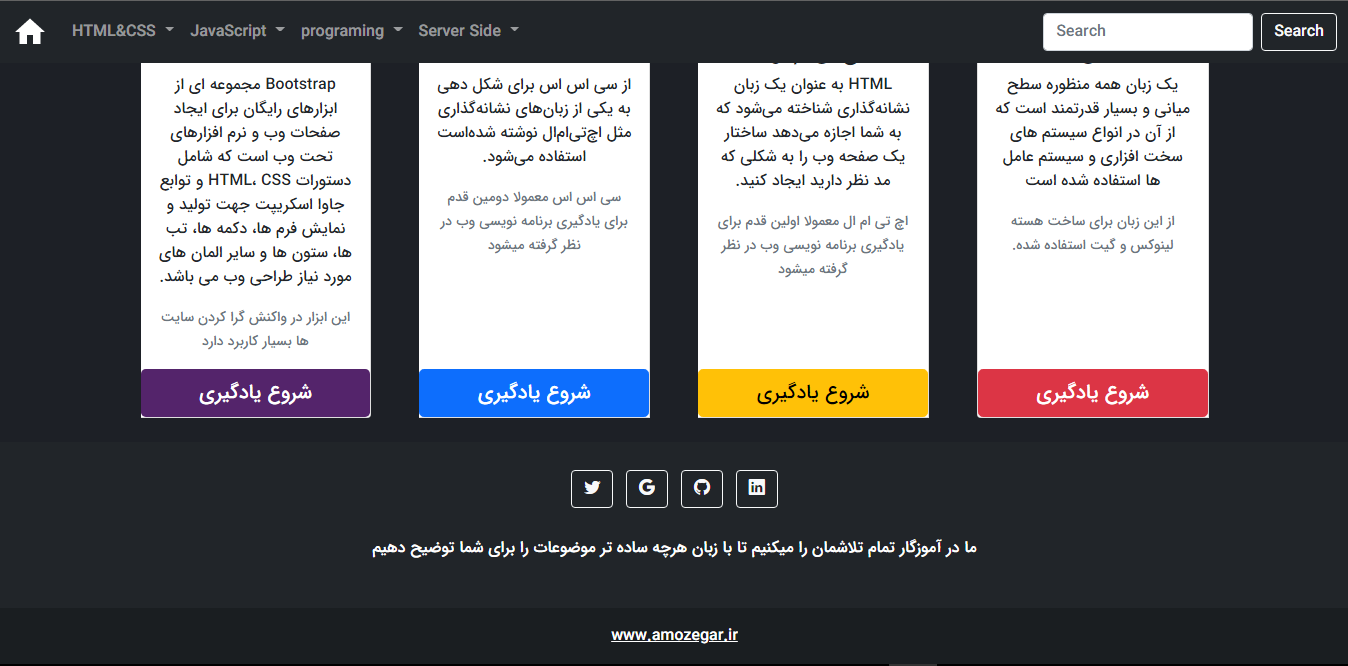 HTML&CSS
JavaScript
programing
Server Side
Search
Search
Bootstrap مجموعه ای از
ابزارهای رایگان برای ایجاد
صفحات وب و نرم افزارهای
تحت وب است که شامل
دستورات HTML، CSS و توابع
جاوا اسکریپت جهت تولید و
نمایش فرم ها، دکمه ها، تب
ها، ستون ها و سایر المان های
مورد نیاز طراحی وب می باشد.
این ابزار در واکنش گرا کردن سایت
ها بسیار کاربرد دارد
شروع یادگیری
از سی اس اس برای شکل دهی
به یکی از زبان‌های نشانه‌گذاری
مثل اچ‌تی‌ام‌ال نوشته شده‌است
استفاده می‌شود.
سی اس اس معمولا دومین قدم
برای یادگیری برنامه نویسی وب در
نظر گرفته میشود
شروع یادگیری
HTML به عنوان یک زبان
نشانه‌گذاری شناخته می‌شود که
به شما اجازه می‌دهد ساختار
یک صفحه وب را به شکلی که
مد نظر دارید ایجاد کنید.
اچ تی ام ال معمولا اولین قدم برای
یادگیری برنامه نویسی وب در نظر
گرفته میشود
شروع یادگیری
یک زبان همه منظوره سطح
میانی و بسیار قدرتمند است که
از آن در انواع سیستم های
سخت افزاری و سیستم عامل
ها استفاده شده است
از این زبان برای ساخت هسته
لینوکس و گیت استفاده شده.
شروع یادگیری
ما در آموزگار تمام تلاشمان را میکنیم تا با زبان هرچه ساده تر موضوعات را برای شما توضیح دهیم
www.amozegar.ir